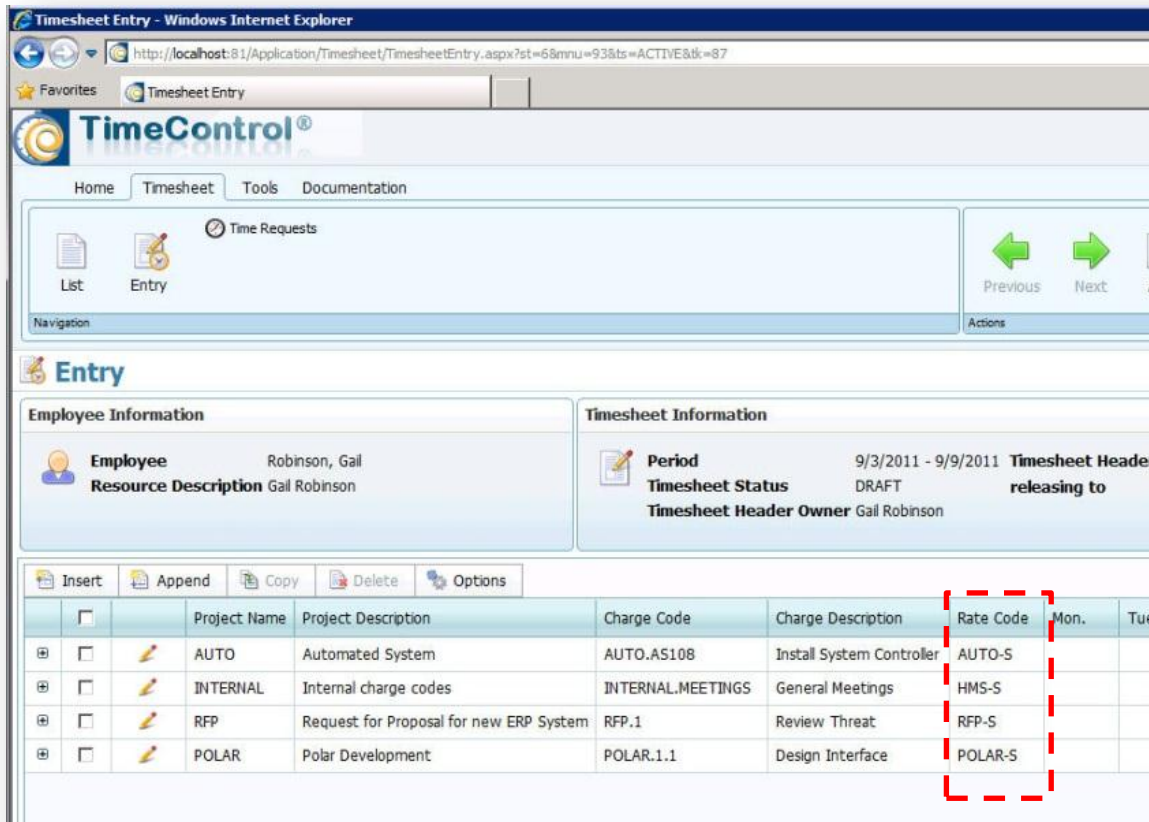 Timesheet Entry - Windows Internet Explorer
http://localhost:81/Application/Timesheet/TimesheetEntry.aspx?st=6&mnu=93&ts=ACTIVE&tk=87
Favorites Timesheet Entry
TimeControl®
Home Timesheet Tools Documentation
Time Requests
List Entry Previous Next
Navigation Actions
Entry
Employee Information Timesheet Information
Employee Robinson, Gail Period 9/3/2011 - 9/9/2011 Timesheet Header
Resource Description Gail Robinson Timesheet Status DRAFT releasing to
Timesheet Header Owner Gail Robinson
Insert Append Copy Delete Options
Project Name Project Description Charge Code Charge Description Rate Code Mon. Tue
AUTO Automated System AUTO.AS108 Install System Controller AUTO-S
INTERNAL Internal charge codes INTERNAL.MEETINGS General Meetings HMS-S
RFP Request for Proposal for new ERP System RFP.1 Review Threat RFP-S
POLAR Polar Development POLAR.1.1 Design Interface POLAR-S